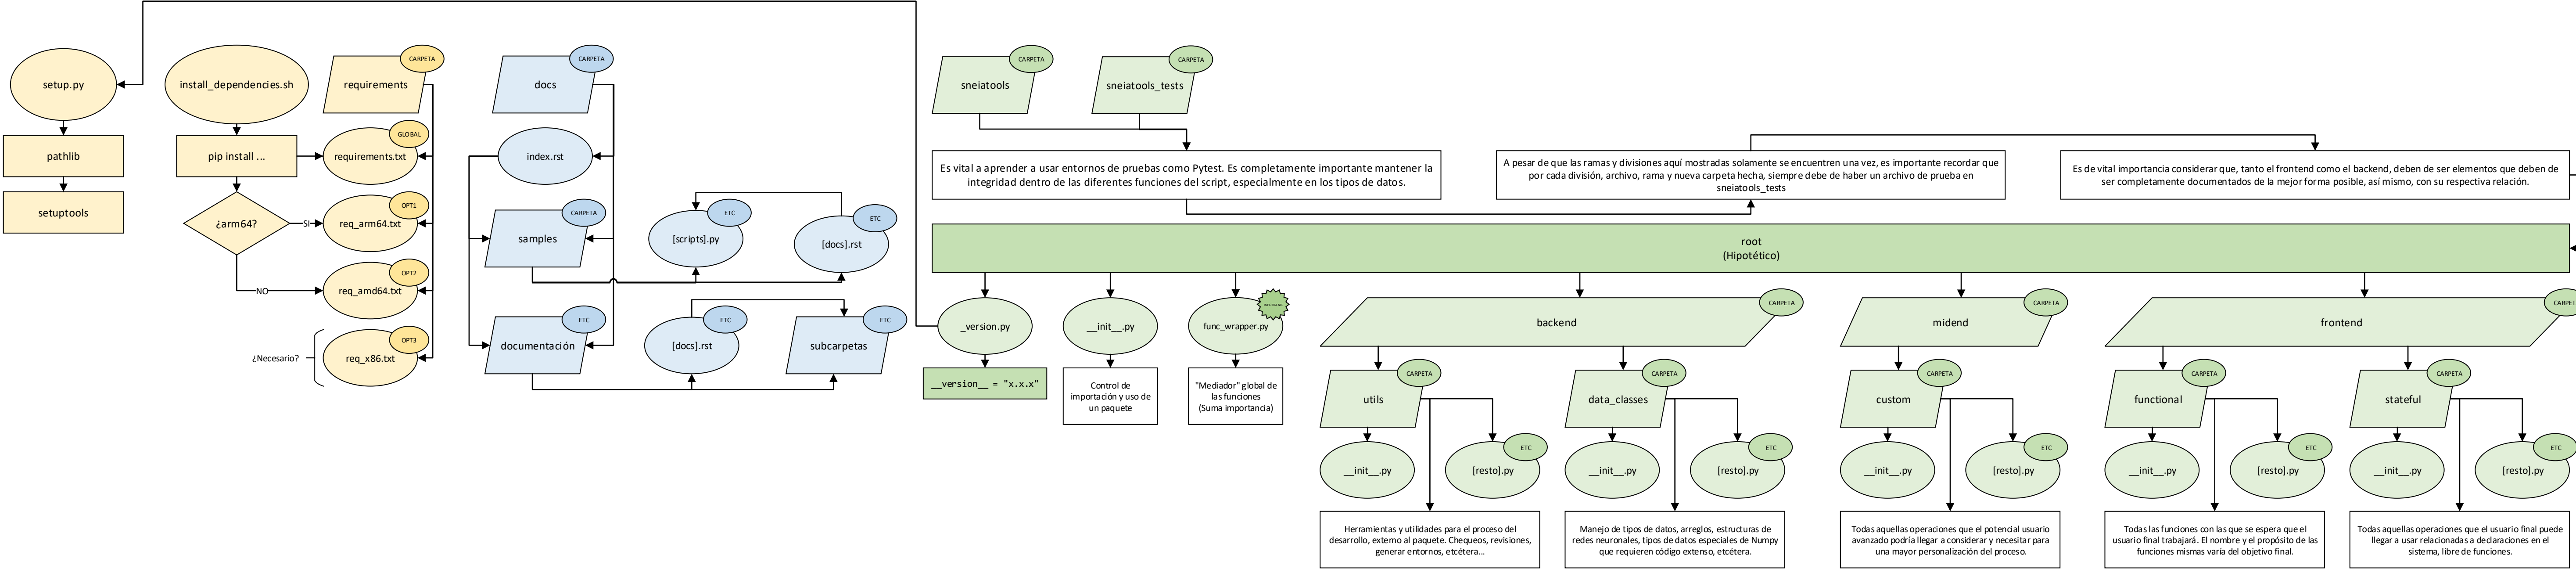 setup.py
pathlib
setuptools
install_dependencies.sh
pip install ...
¿arm64?
SI
NO
CARPETA
requirements
GLOBAL
requirements.txt
OPT1
req_arm64.txt
OPT2
req_amd64.txt
¿Necesario?
OPT3
req_x86.txt
CARPETA
docs
index.rst
CARPETA
samples
ETC
[scripts].py
ETC
[docs].rst
ETC
documentación
ETC
[docs].rst
ETC
subcarpetas
CARPETA
sneiatools
CARPETA
sneiatools_tests
Es vital a aprender a usar entornos de pruebas como Pytest. Es completamente importante mantener la
integridad dentro de las diferentes funciones del script, especialmente en los tipos de datos.
A pesar de que las ramas y divisiones aquí mostradas solamente se encuentren una vez, es importante recordar que
por cada división, archivo, rama y nueva carpeta hecha, siempre debe de haber un archivo de prueba en
sneiatools_tests
Es de vital importancia considerar que, tanto el frontend como el backend, deben de ser elementos que deben de
ser completamente documentados de la mejor forma posible, así mismo, con su respectiva relación.
root
(Hipotético)
_version.py
__version__ = "x.x.x"
__init__.py
Control de
importación y uso de
un paquete
func_wrapper.py
"Mediador" global de
las funciones
(Suma importancia)
CARPETA
backend
CARPETA
utils
__init__.py
ETC
[resto].py
Herramientas y utilidades para el proceso del
desarrollo, externo al paquete. Chequeos, revisiones,
generar entornos, etcétera...
CARPETA
data_classes
__init__.py
ETC
[resto].py
Manejo de tipos de datos, arreglos, estructuras de
redes neuronales, tipos de datos especiales de Numpy
que requieren código extenso, etcétera.
CARPETA
midend
CARPETA
custom
__init__.py
ETC
[resto].py
Todas aquellas operaciones que el potencial usuario
avanzado podría llegar a considerar y necesitar para
una mayor personalización del proceso.
CARPET
frontend
CARPETA
functional
__init__.py
ETC
[resto].py
Todas las funciones con las que se espera que el
usuario final trabajará. El nombre y el propósito de las
funciones mismas varía del objetivo final.
CARPETA
stateful
__init__.py
ETC
[resto].py
Todas aquellas operaciones que el usuario final puede
llegar a usar relacionadas a declaraciones en el
sistema, libre de funciones.